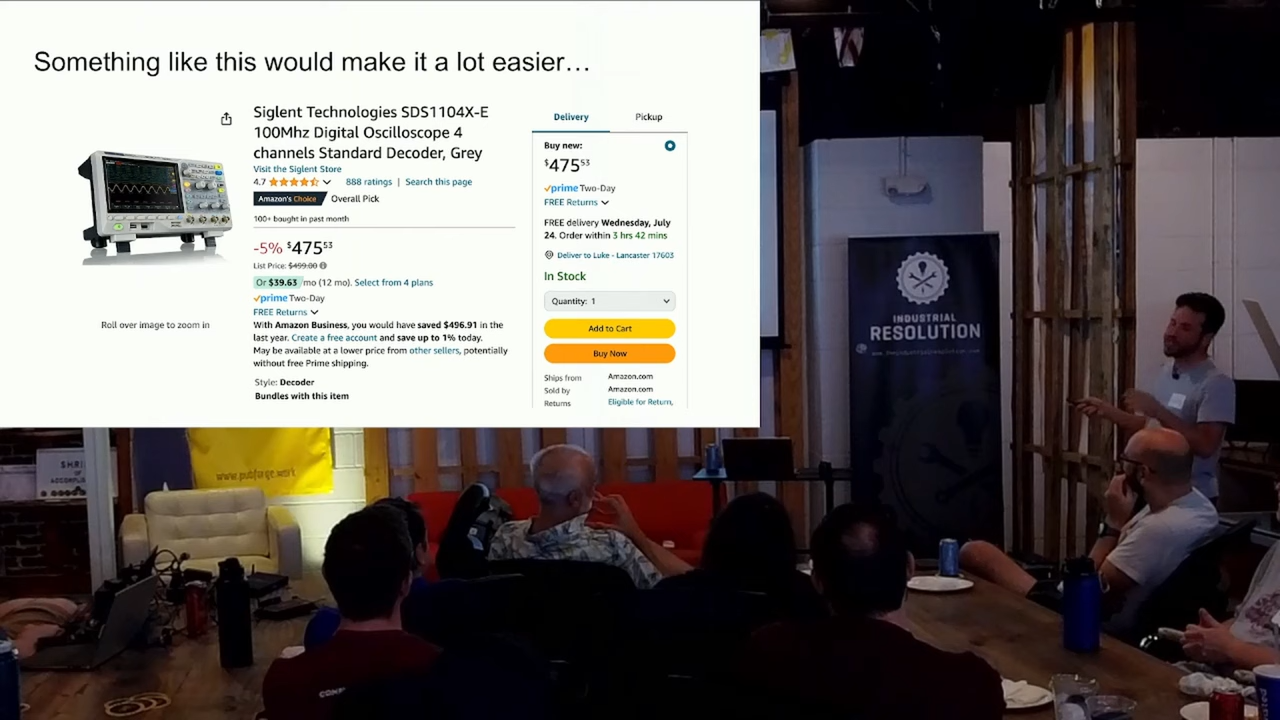 Something like this would make it a lot easier…
Siglent Technologies SDS1104X-E
100Mhz Digital Oscilloscope 4
channels Standard Decoder, Grey
Visit the Siglent Store
4.7
888 ratings | Search this page
Amazon's Choice
Overall Pick
100+ bought in past month
-5% $475 53
List Price: $499.00
Or $39.63 /mo (12 mo). Select from 4 plans
prime Two-Day
FREE Returns
With Amazon Business, you would have saved $496.91 in the
last year. Create a free account and save up to 1% today.
May be available at a lower price from other sellers, potentially
without free Prime shipping.
Style: Decoder
Bundles with this item
Roll over image to zoom in
Delivery
Pickup
Buy new:
$475 53
prime Two-Day
FREE Returns
FREE delivery Wednesday, July
24. Order within 3 hrs 42 mins
Deliver to Luke - Lancaster 17603
In Stock
Quantity: 1
Add to Cart
Buy Now
Ships from Amazon.com
Sold by Amazon.com
Returns Eligible for Return,
INDUSTRIAL
RESOLUTION
www.pubforge.work
SHRI
OF